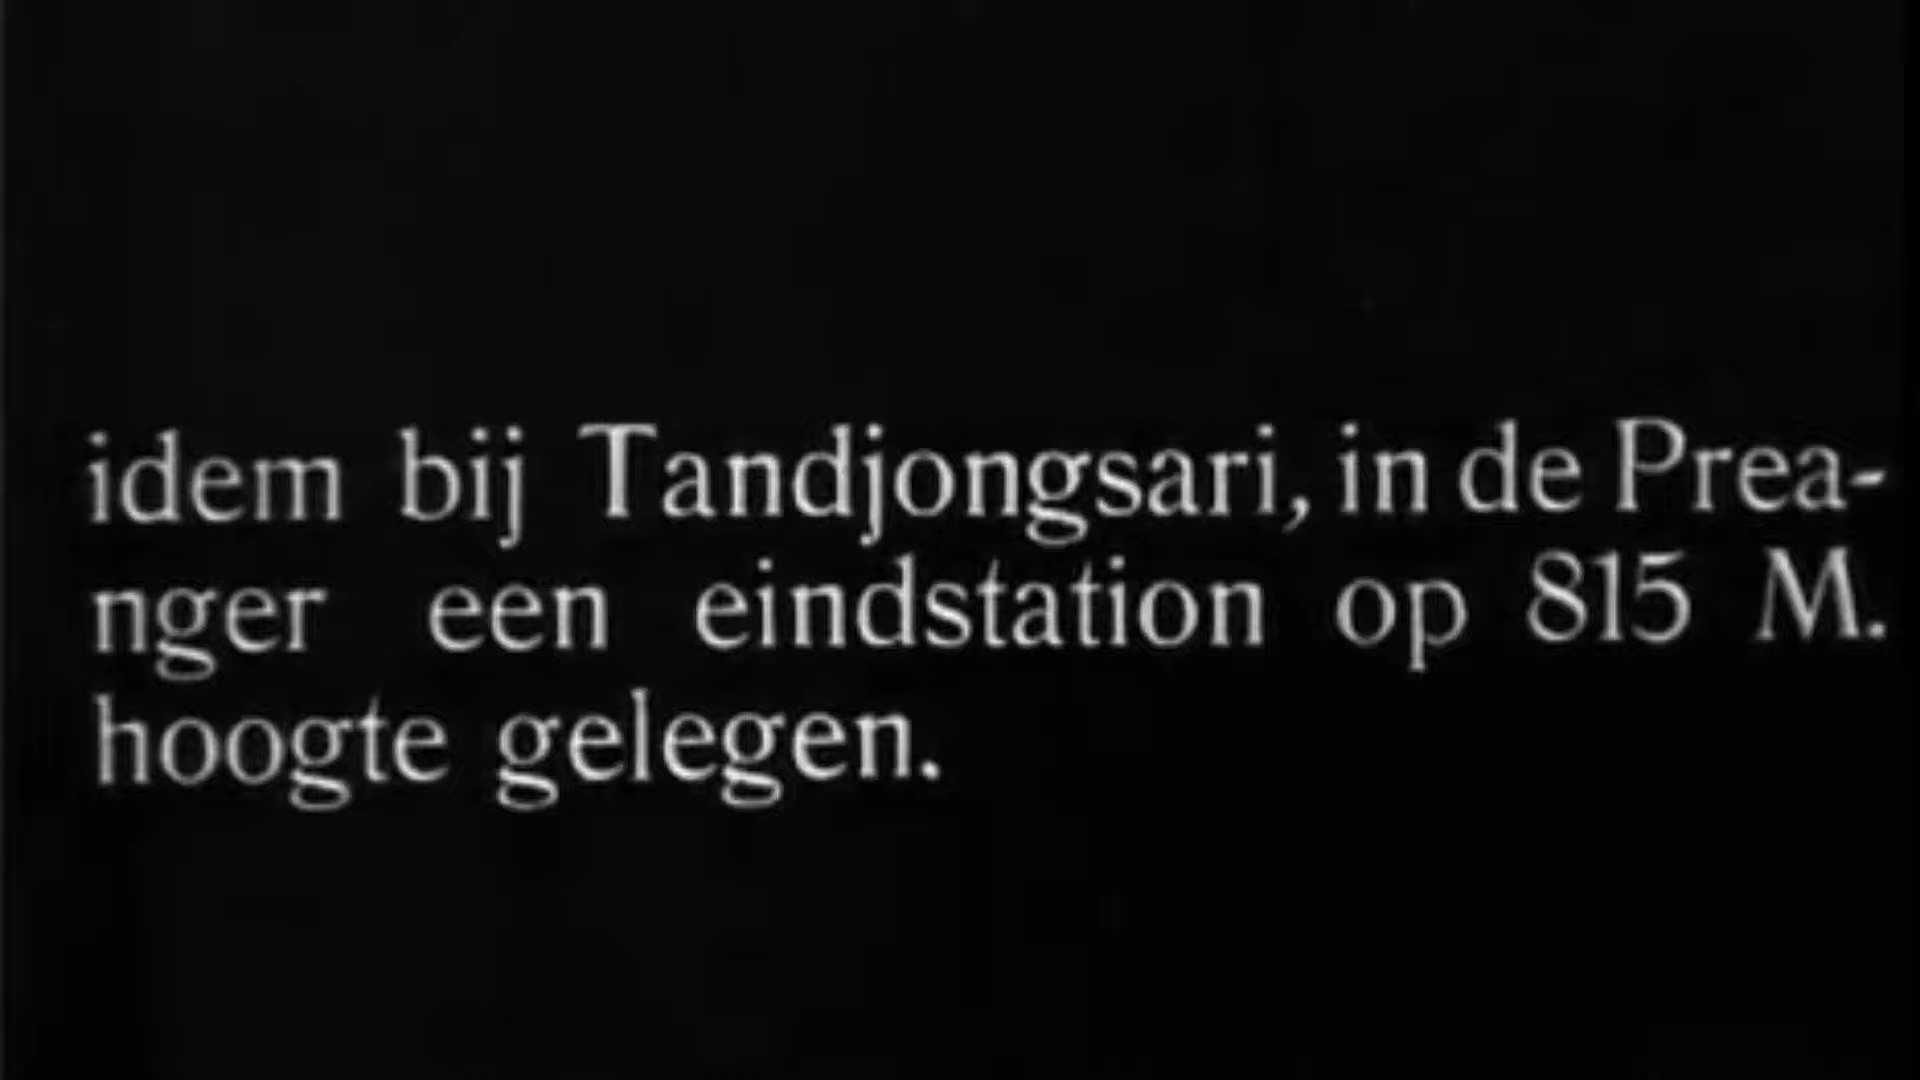 idem bij Tandjongsari, in de Prea-
nger een eindstation op 815 M.
hoogte gelegen.